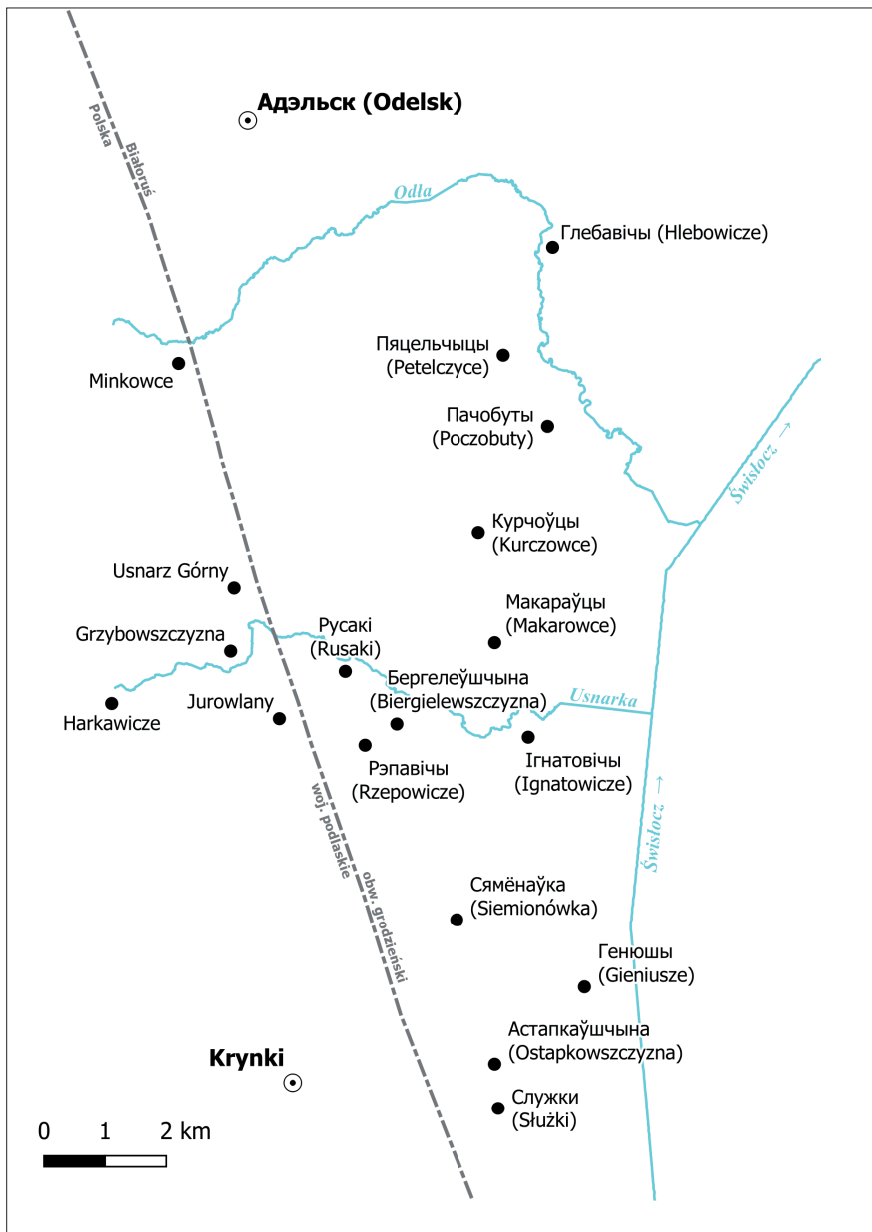 Адэльск (Odelsk)
Polska
Białoruś
Odła
Глебавічы (Hlebowicze)
Пяцельчыцы
(Petelczyce)
Minkowce
Пачобуты
(Poczobuty)
Świsłocz →
Курчоўцы
(Kurczowce)
Usnarz Górny
Макараўцы
(Makarowce)
Grzybowszczyzna
Русакі
(Rusaki)
Бергелеўшчына
(Biergielewszczyzna)
Usnarka
Harkawicze
Jurowlany
Рэпавічы
(Rzepowicze)
Ігнатовічы
(Ignatowicze)
woj. podlaskie
obw. grodzieński
Świsłocz →
Сямёнаўка
(Siemionówka)
Генюшы
(Gieniusze)
Астапкаўшчына
(Ostapkowszczyzna)
Krynki
Служки
(Służki)
0 1 2 km